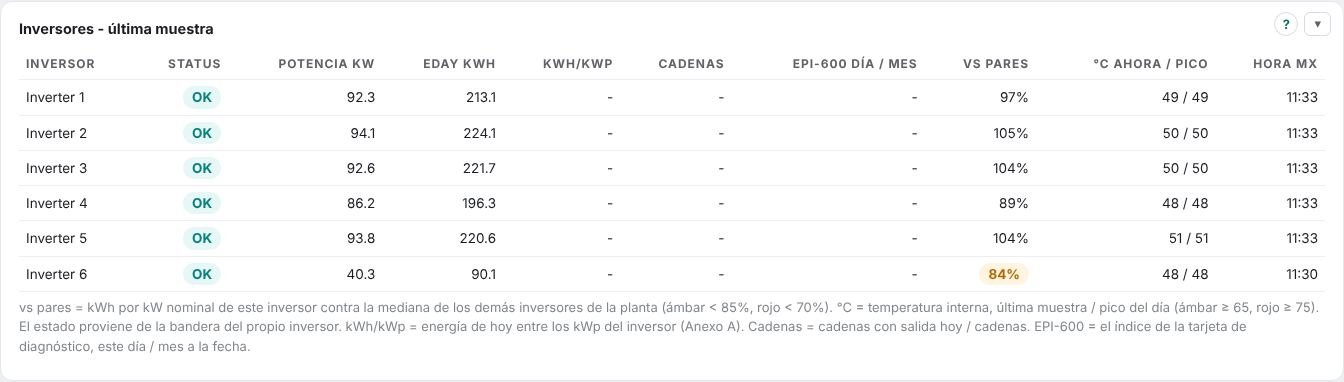 Inversores - última muestra
? ▼
INVERSOR STATUS POTENCIA KW EDAY KWH KWH/KWP CADENAS EPI-600 DÍA / MES VS PARES °C AHORA / PICO HORA MX
Inverter 1 OK 92.3 213.1 - - - 97% 49 / 49 11:33
Inverter 2 OK 94.1 224.1 - - - 105% 50 / 50 11:33
Inverter 3 OK 92.6 221.7 - - - 104% 50 / 50 11:33
Inverter 4 OK 86.2 196.3 - - - 89% 48 / 48 11:33
Inverter 5 OK 93.8 220.6 - - - 104% 51 / 51 11:33
Inverter 6 OK 40.3 90.1 - - - 84% 48 / 48 11:30
vs pares = kWh por kW nominal de este inversor contra la mediana de los demás inversores de la planta (ámbar < 85%, rojo < 70%). °C = temperatura interna, última muestra / pico del día (ámbar ≥ 65, rojo ≥ 75).
El estado proviene de la bandera del propio inversor. kWh/kWp = energía de hoy entre los kWp del inversor (Anexo A). Cadenas = cadenas con salida hoy / cadenas. EPI-600 = el índice de la tarjeta de
diagnóstico, este día / mes a la fecha.